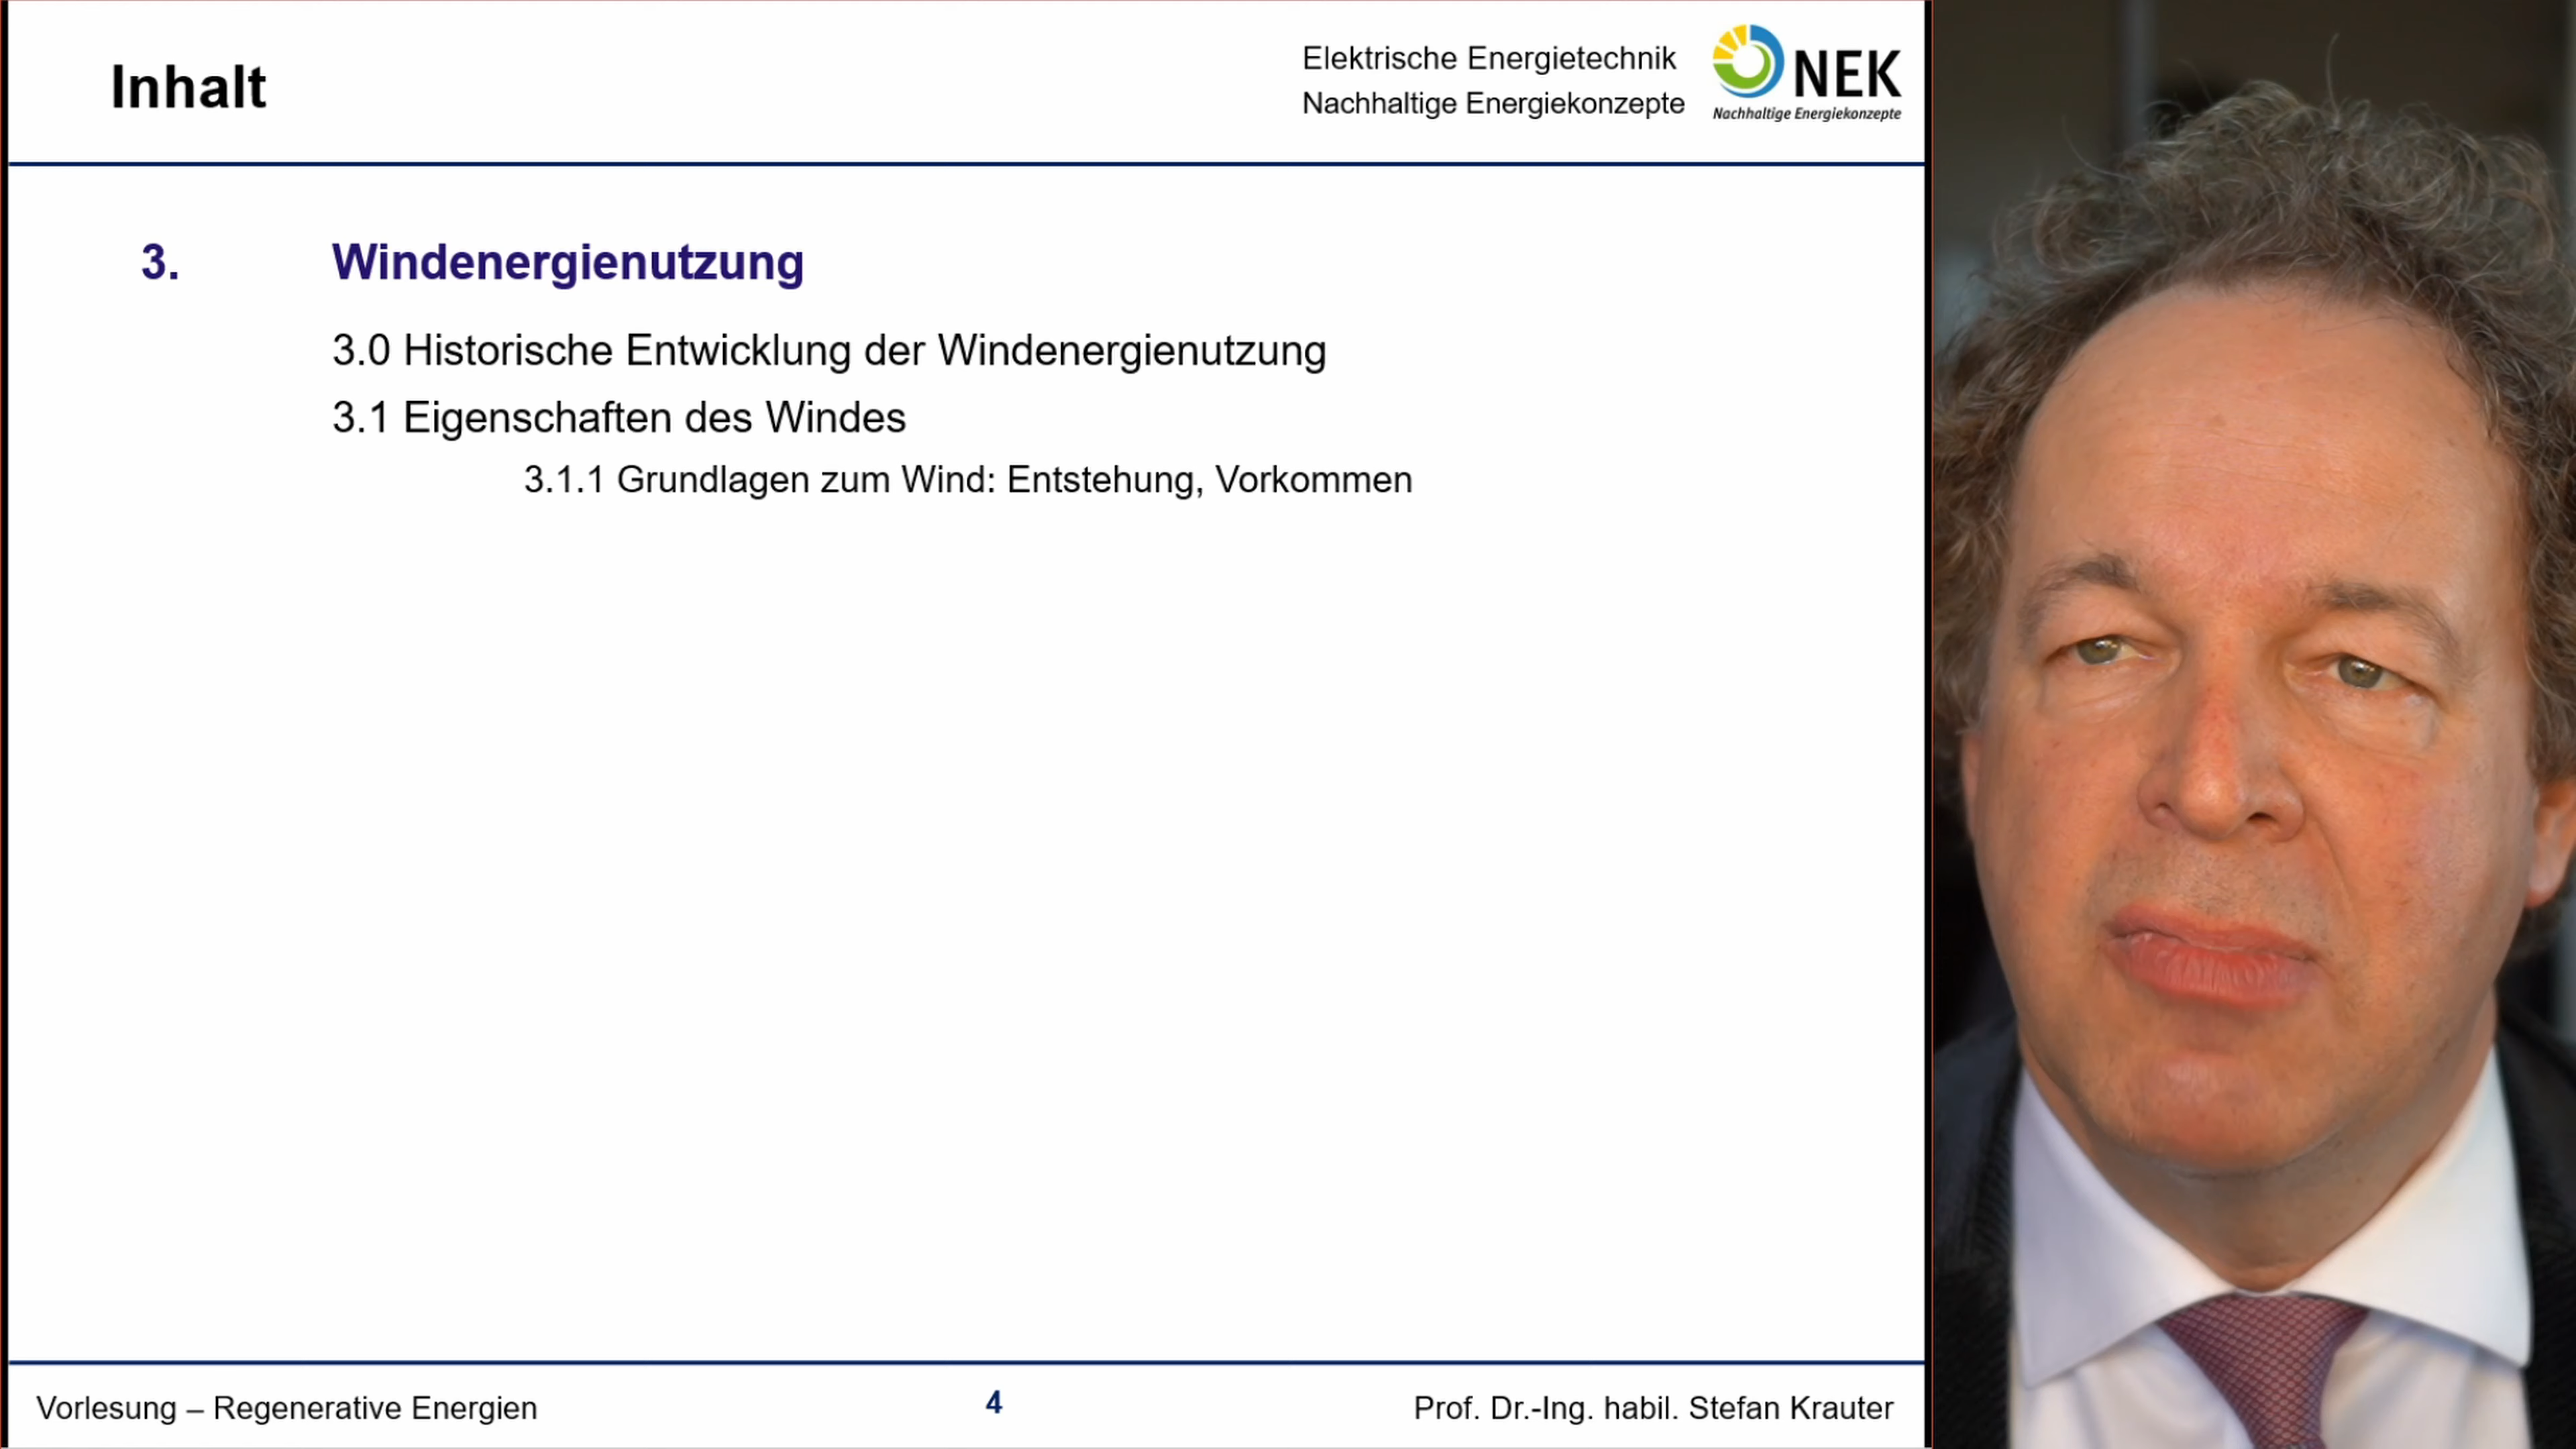 Inhalt
Elektrische Energietechnik
Nachhaltige Energiekonzepte
NEK
Nachhaltige Energiekonzepte
3. Windenergienutzung
3.0 Historische Entwicklung der Windenergienutzung
3.1 Eigenschaften des Windes
3.1.1 Grundlagen zum Wind: Entstehung, Vorkommen
Vorlesung – Regenerative Energien
4
Prof. Dr.-Ing. habil. Stefan Krauter